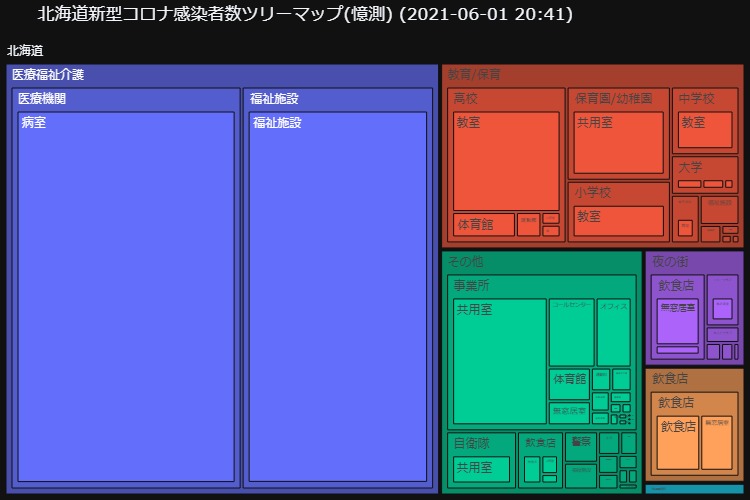 北海道新型コロナ感染者数ツリーマップ(憶測) (2021-06-01 20:41)
北海道
医療福祉介護
医療機関
病室
福祉施設
福祉施設
教育/保育
高校
教室
体育館
保育園/幼稚園
共用室
小学校
教室
中学校
教室
大学
その他
事業所
共用室
コールセンター
オフィス
体育館
無窓居室
自衛隊
共用室
飲食店
警察
夜の街
飲食店
無窓居室
飲食店
飲食店
飲食店
無窓居室